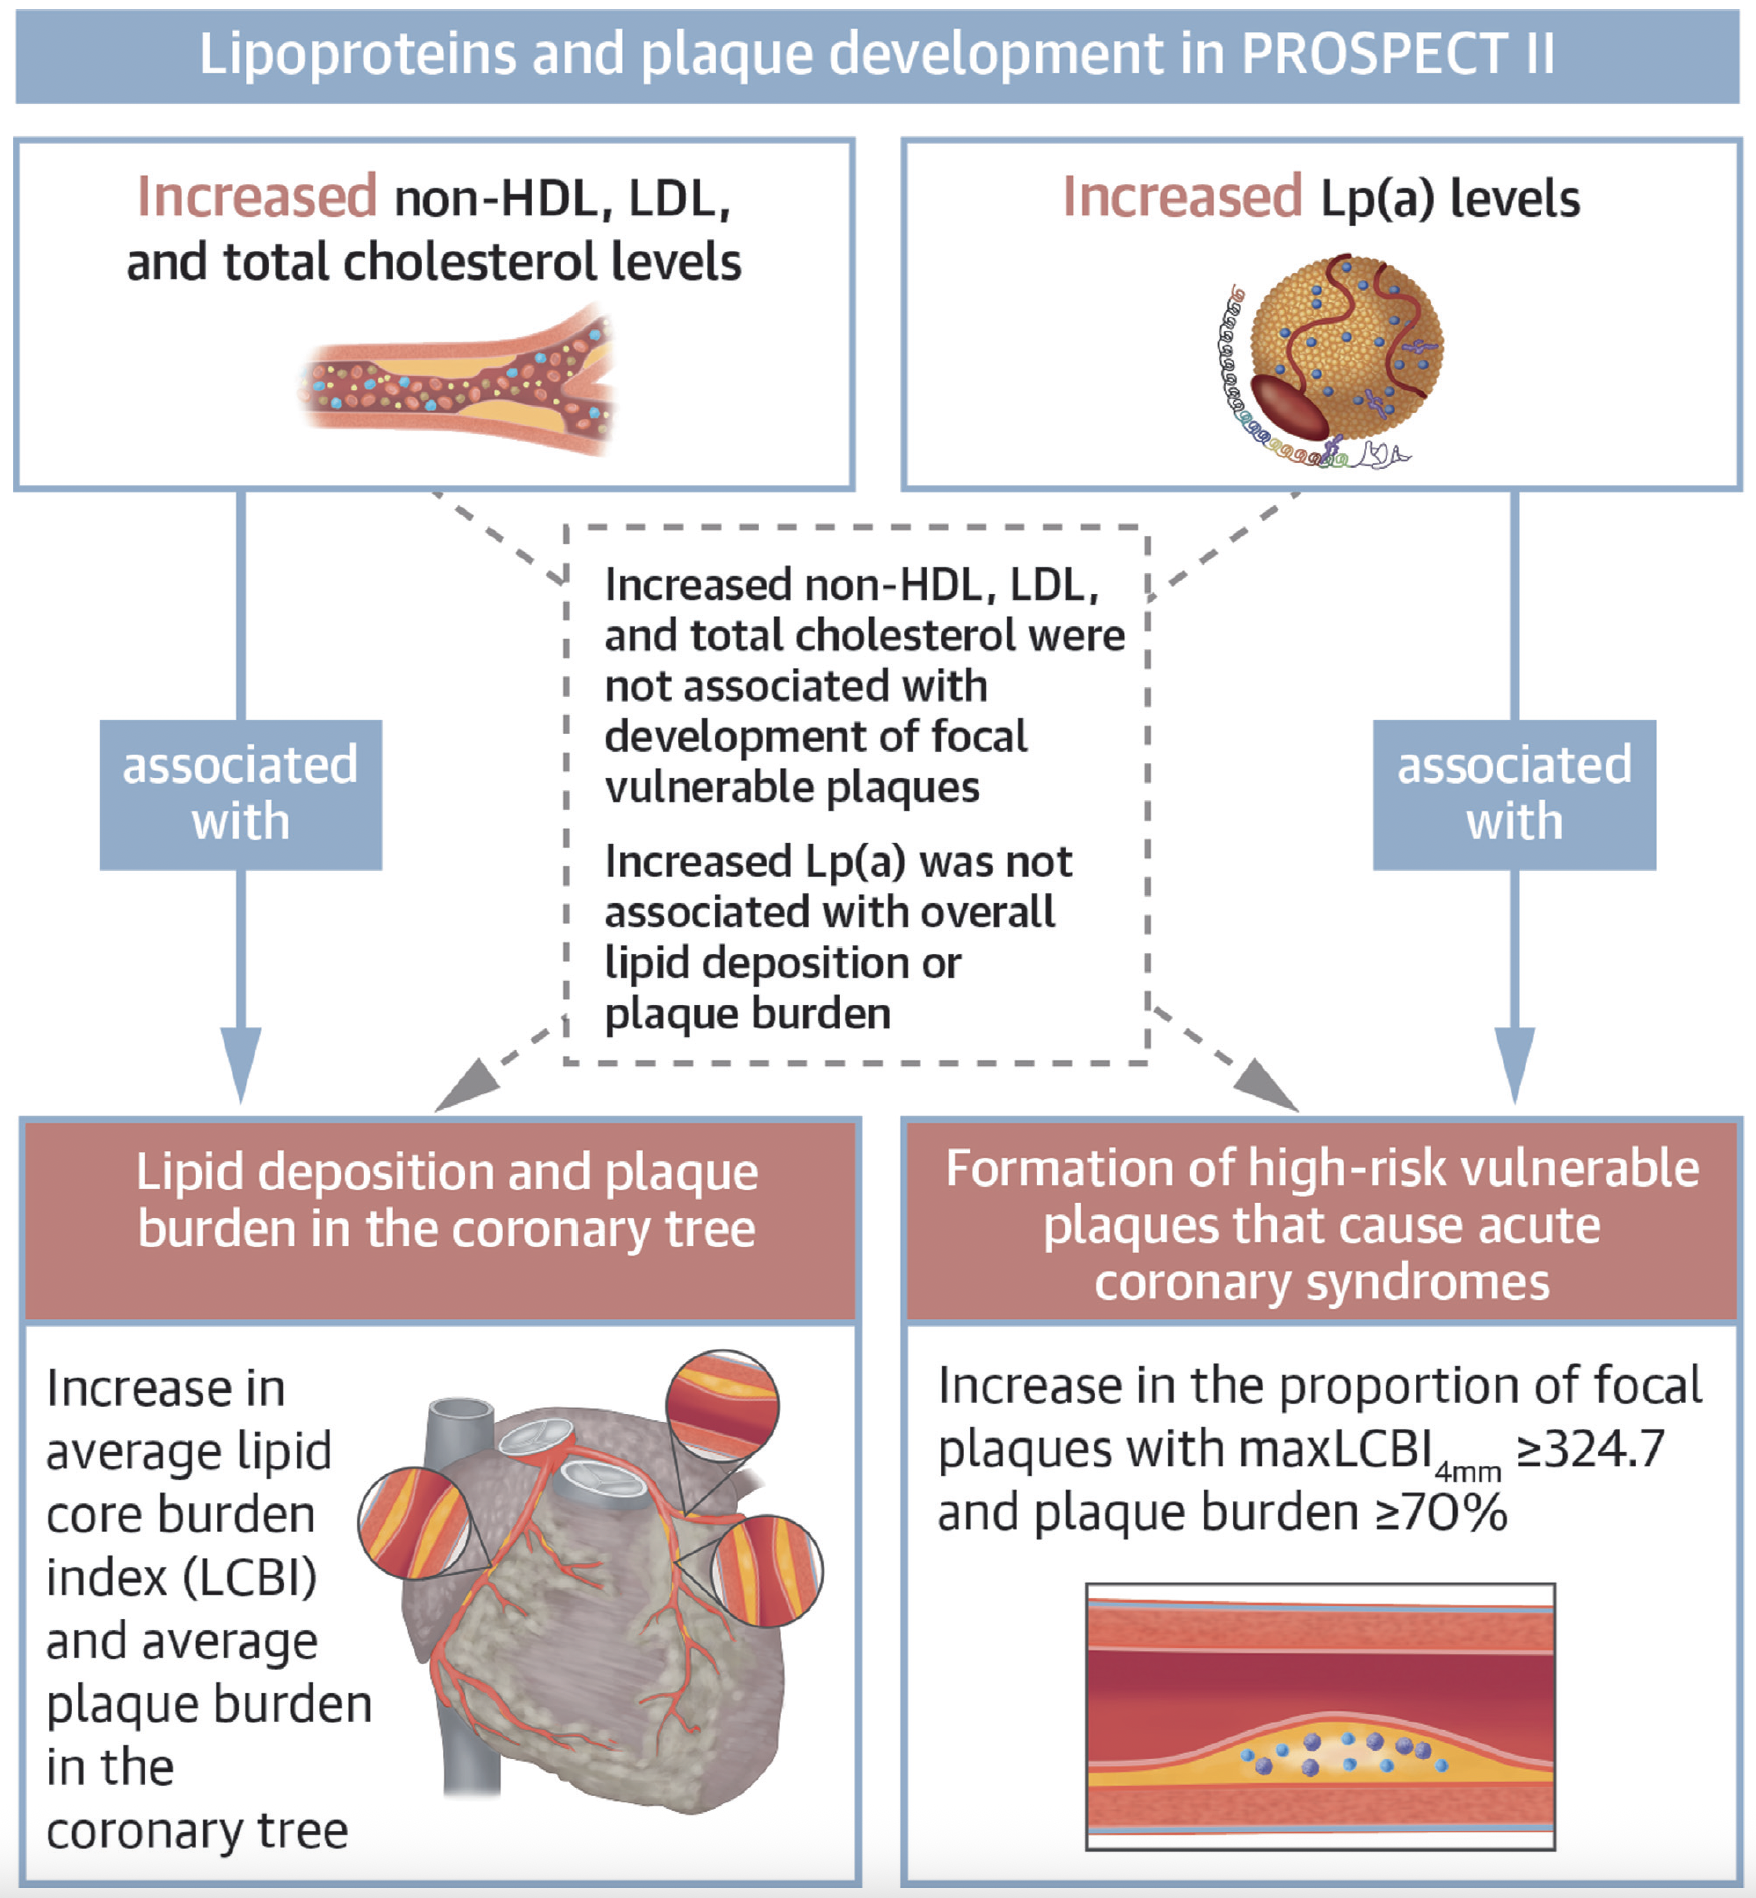 Lipoproteins and plaque development in PROSPECT II
Increased non-HDL, LDL,
and total cholesterol levels
Increased Lp(a) levels
Increased non-HDL, LDL,
and total cholesterol were
not associated with
development of focal
vulnerable plaques
Increased Lp(a) was not
associated with overall
lipid deposition or
plaque burden
associated
with
associated
with
Lipid deposition and plaque
burden in the coronary tree
Increase in
average lipid
core burden
index (LCBI)
and average
plaque burden
in the
coronary tree
Formation of high-risk vulnerable
plaques that cause acute
coronary syndromes
Increase in the proportion of focal
plaques with maxLCBI4mm ≥324.7
and plaque burden ≥70%